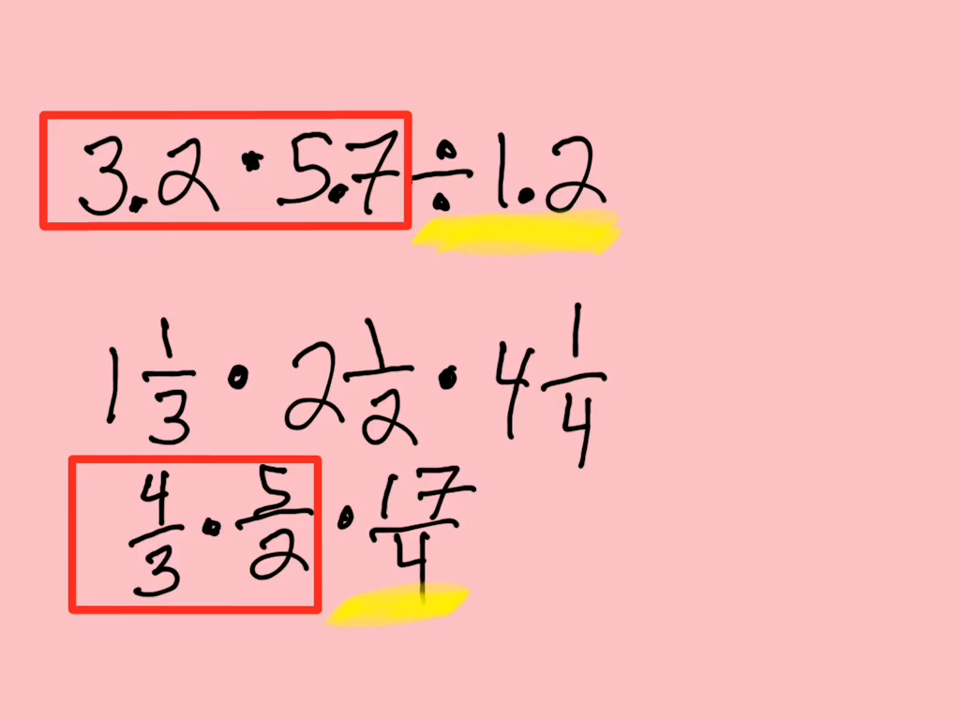 3.2 · 5.7 ÷ 1.2
1 1/3 · 2 1/2 · 4 1/4
4/3 · 5/2 · 17/4